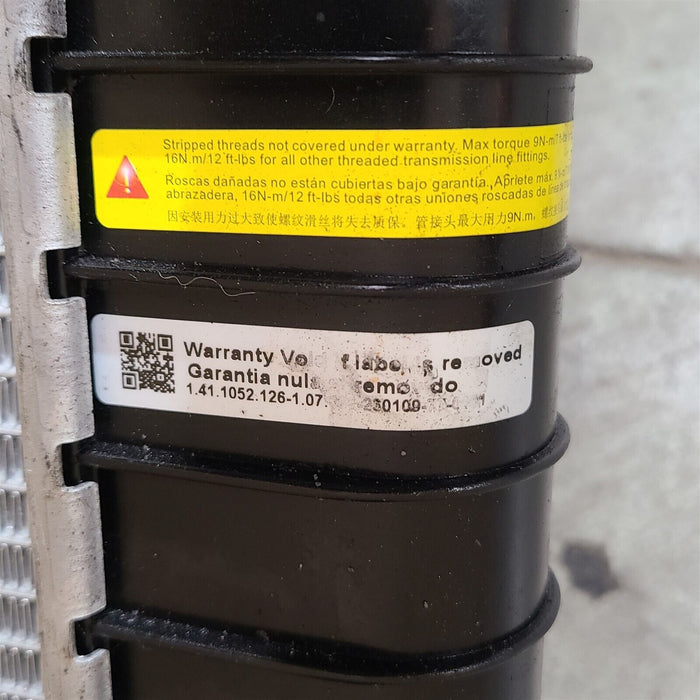 Stripped threads not covered under warranty. Max torque 9N-m/7
16N.m/12 ft-lbs for all other threaded transmission line fittings.
Roscas dañadas no están cubiertas bajo garantía., Apriete máx.
abrazadera, 16N-m/12 ft-lbs todas otras uniones roscadas de
因安装用力过大致使螺纹滑丝将失去质保。管接头最大用力9N.m,
Warranty label is removed
Garantia
1.41.1052.126-1.07.